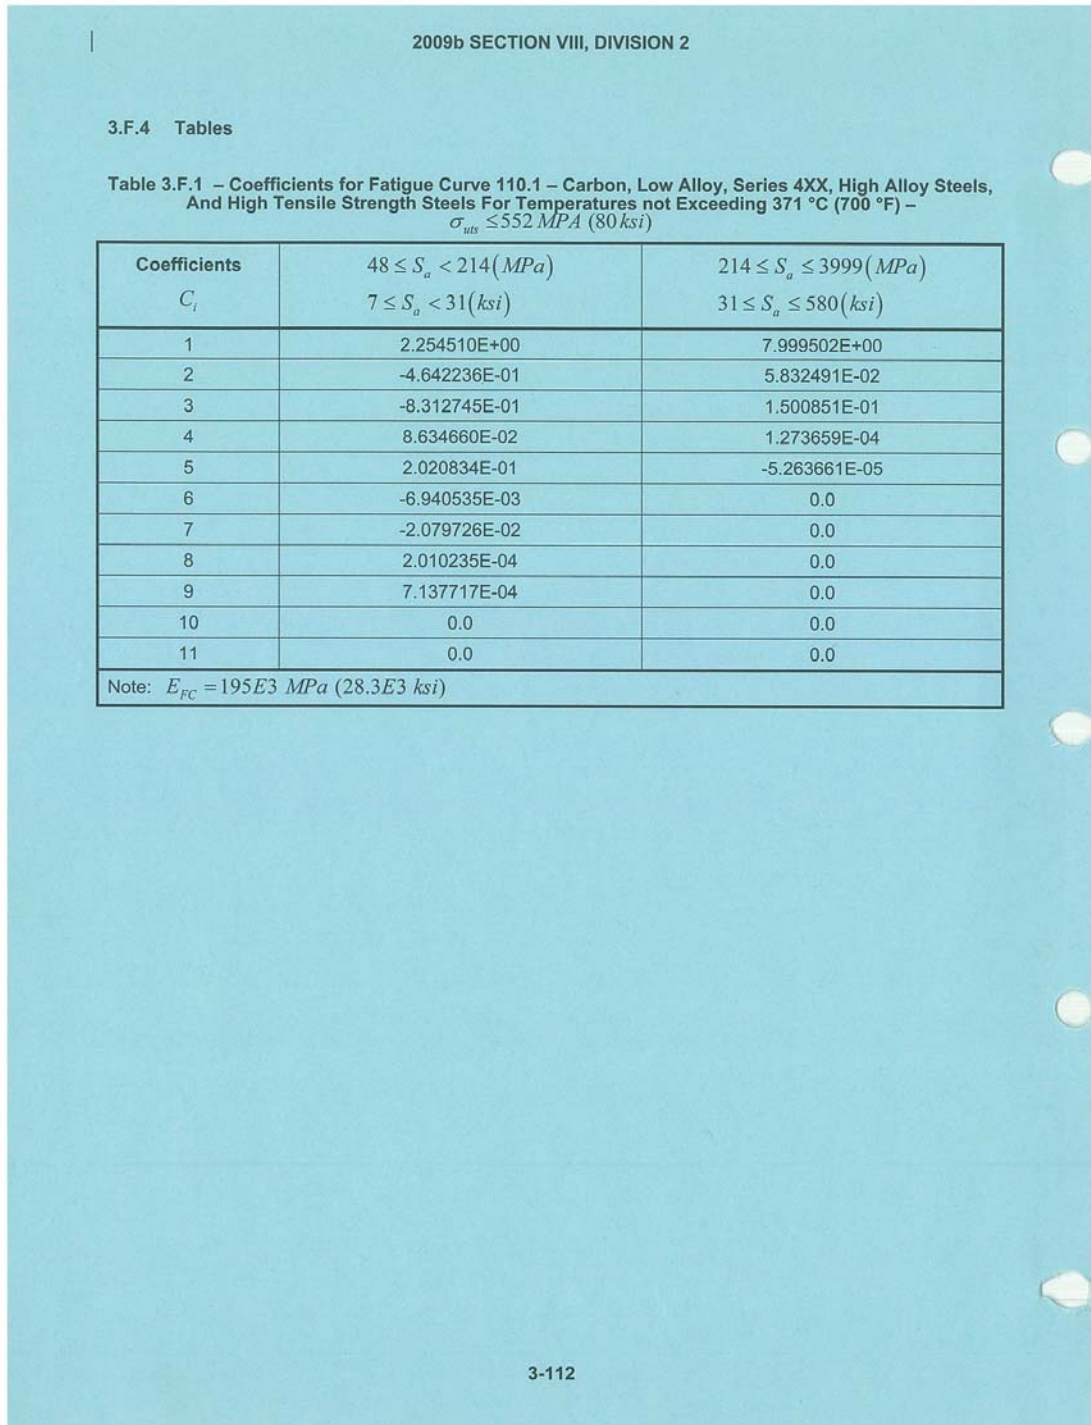 2009b SECTION VIII, DIVISION 2
3.F.4 Tables
Table 3.F.1 – Coefficients for Fatigue Curve 110.1 – Carbon, Low Alloy, Series 4XX, High Alloy Steels,
And High Tensile Strength Steels For Temperatures not Exceeding 371 °C (700 °F) –
σuts ≤552 MPA (80 ksi)
Coefficients 48 ≤ Sa < 214(MPa) 214 ≤ Sa ≤ 3999(MPa)
Ci 7 ≤ Sa < 31(ksi) 31 ≤ Sa ≤ 580(ksi)
1 2.254510E+00 7.999502E+00
2 -4.642236E-01 5.832491E-02
3 -8.312745E-01 1.500851E-01
4 8.634660E-02 1.273659E-04
5 2.020834E-01 -5.263661E-05
6 -6.940535E-03 0.0
7 -2.079726E-02 0.0
8 2.010235E-04 0.0
9 7.137717E-04 0.0
10 0.0 0.0
11 0.0 0.0
Note: EFC = 195E3 MPa (28.3E3 ksi)
3-112